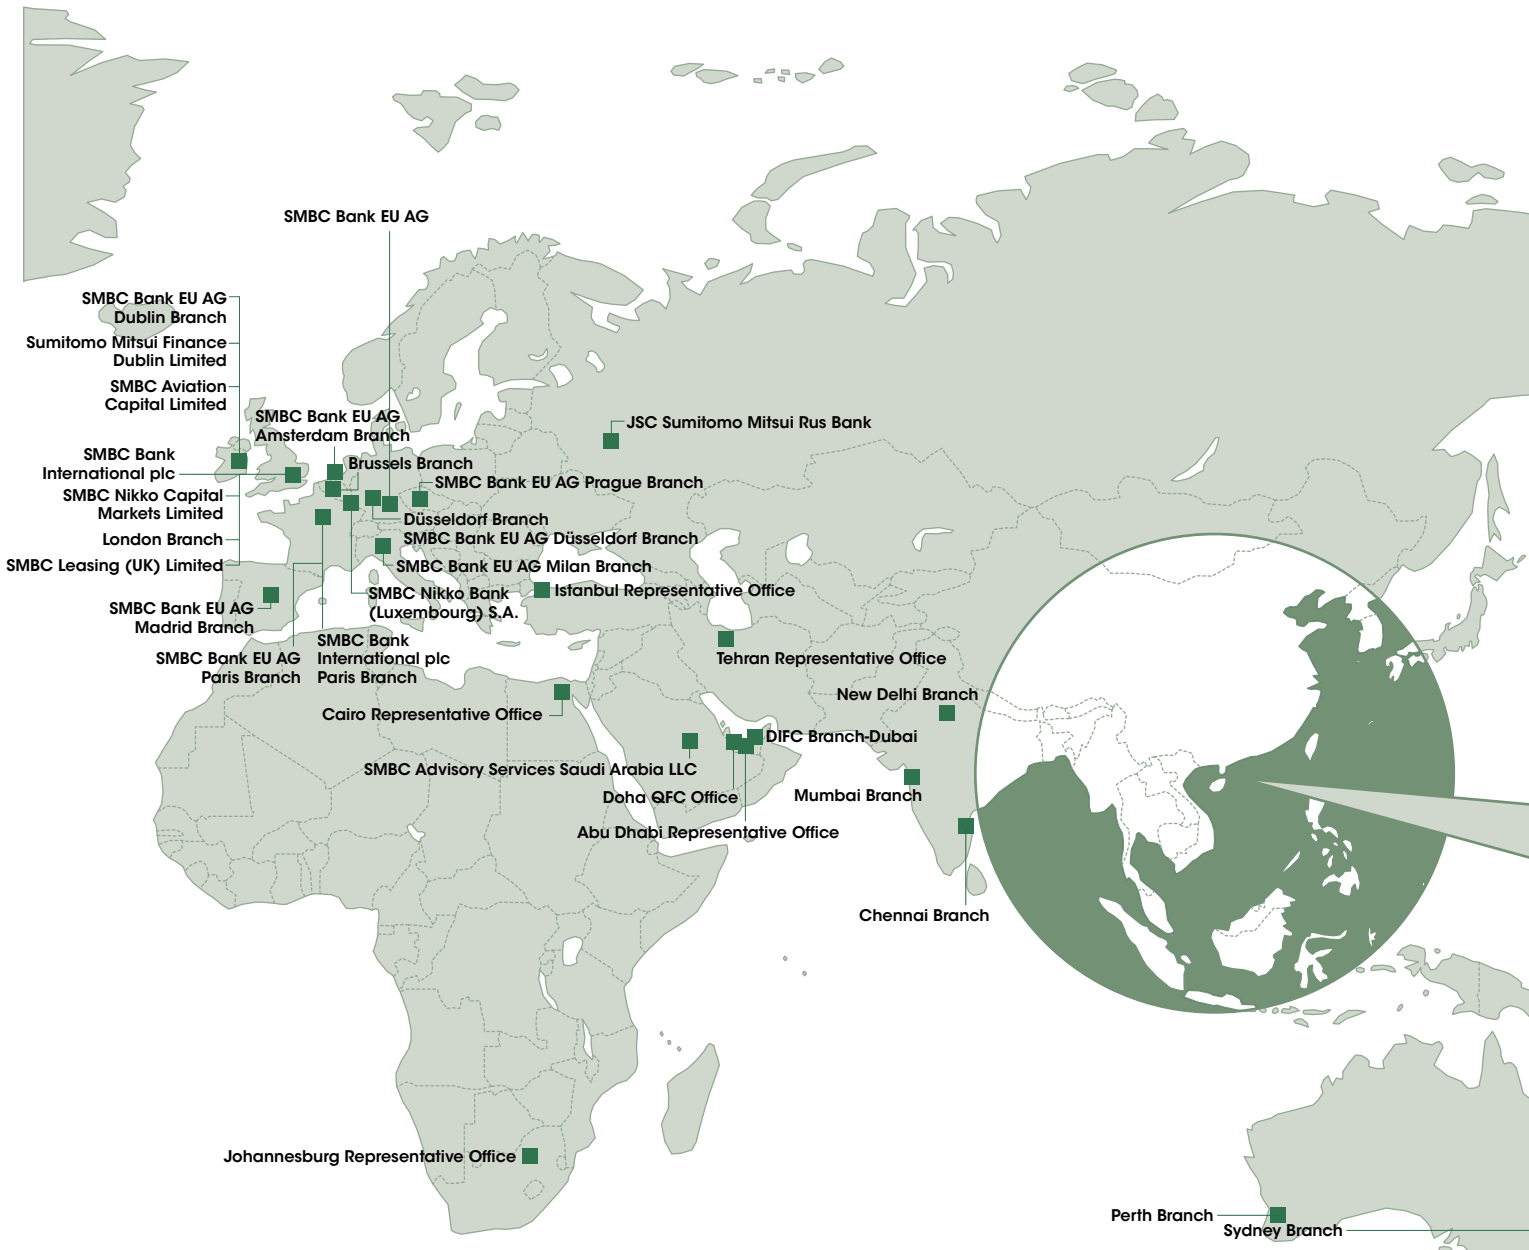 SMBC Bank EU AG
SMBC Bank EU AG
Dublin Branch
Sumitomo Mitsui Finance
Dublin Limited
SMBC Aviation
Capital Limited
SMBC Bank EU AG
Amsterdam Branch
JSC Sumitomo Mitsui Rus Bank
SMBC Bank
International plc
Brussels Branch
SMBC Bank EU AG Prague Branch
SMBC Nikko Capital
Markets Limited
Düsseldorf Branch
SMBC Bank EU AG Düsseldorf Branch
London Branch
SMBC Leasing (UK) Limited
SMBC Bank EU AG Milan Branch
SMBC Nikko Bank
(Luxembourg) S.A.
Istanbul Representative Office
SMBC Bank EU AG
Madrid Branch
SMBC Bank EU AG
Paris Branch
SMBC Bank
International plc
Paris Branch
Tehran Representative Office
New Delhi Branch
Cairo Representative Office
DIFC Branch-Dubai
SMBC Advisory Services Saudi Arabia LLC
Doha QFC Office
Mumbai Branch
Abu Dhabi Representative Office
Chennai Branch
Johannesburg Representative Office
Perth Branch
Sydney Branch